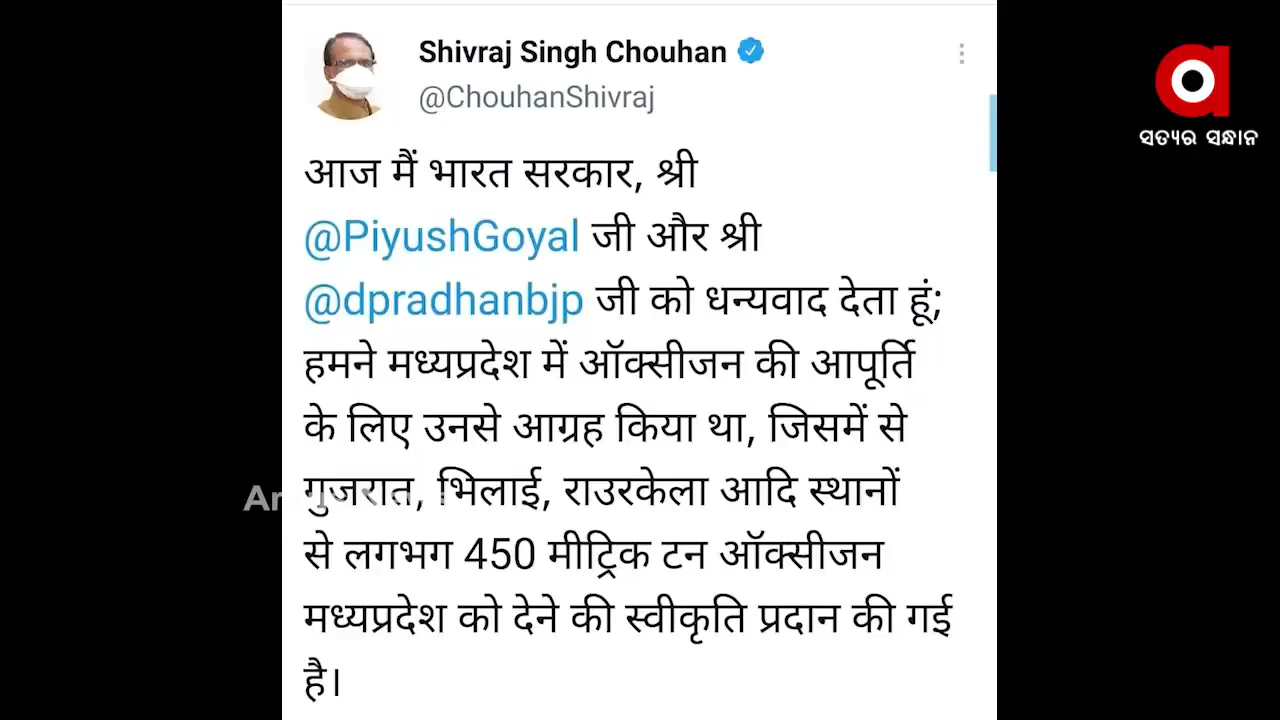 Shivraj Singh Chouhan
@ChouhanShivraj
आज मैं भारत सरकार, श्री
@PiyushGoyal जी और श्री
@dpradhanbjp जी को धन्यवाद देता हूं;
हमने मध्यप्रदेश में ऑक्सीजन की आपूर्ति
के लिए उनसे आग्रह किया था, जिसमें से
गुजरात, भिलाई, राउरकेला आदि स्थानों
से लगभग 450 मीट्रिक टन ऑक्सीजन
मध्यप्रदेश को देने की स्वीकृति प्रदान की गई
है।
ସତ୍ୟର ସନ୍ଧାନ